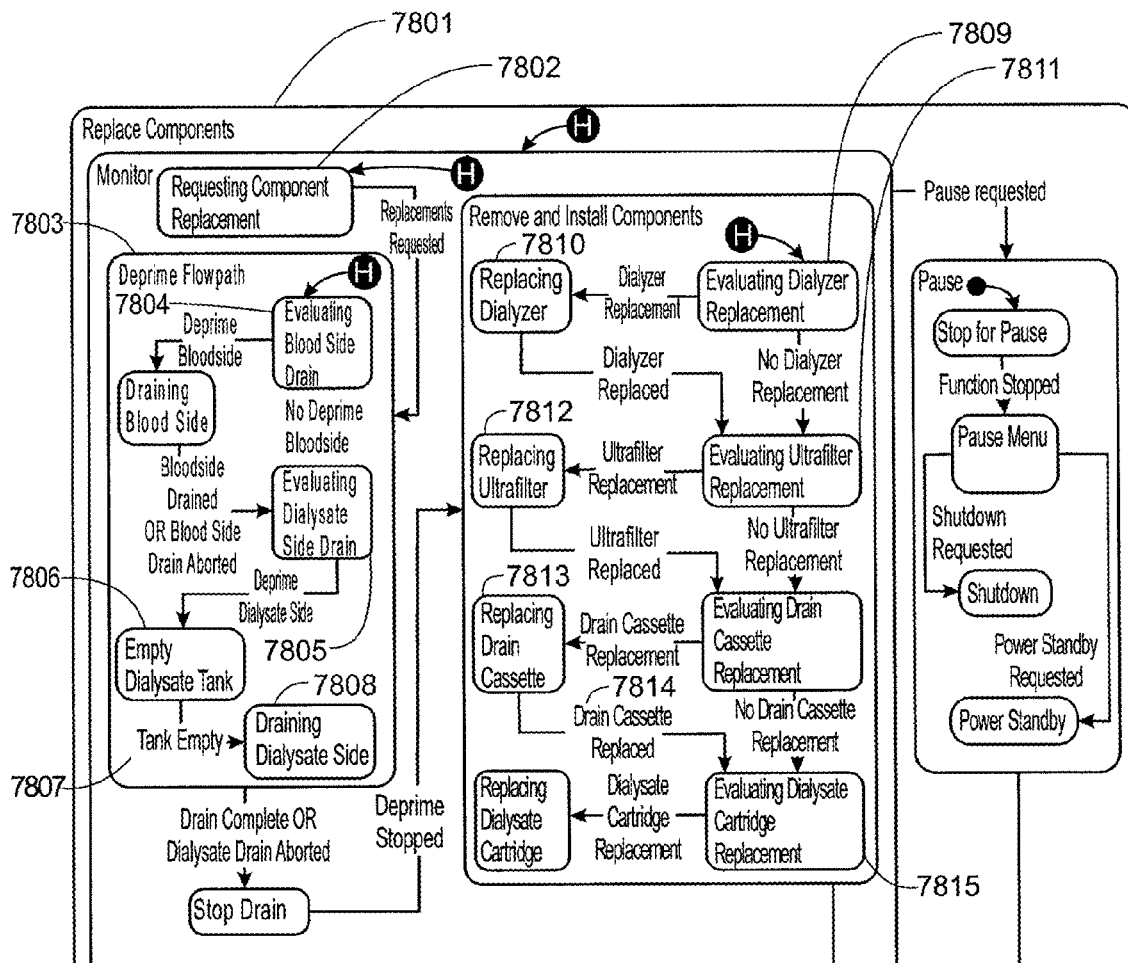 7801
7802
7809
7811
Replace Components
H
Monitor
H
Requesting Component
Replacement
Replacements
Requested
7803
Deprime Flowpath
H
7804
Evaluating
Blood Side
Drain
Deprime
Bloodside
Draining
Blood Side
No Deprime
Bloodside
Bloodside
Drained
OR Blood Side
Drain Aborted
Evaluating
Dialysate
Side Drain
7806
Deprime
Dialysate Side
7805
Empty
Dialysate Tank
7808
Tank Empty
Draining
Dialysate Side
7807
Drain Complete OR
Dialysate Drain Aborted
Stop Drain
Deprime
Stopped
Remove and Install Components
7810
H
Replacing
Dialyzer
Dialyzer
Replacement
Evaluating Dialyzer
Replacement
Dialyzer
Replaced
No Dialyzer
Replacement
7812
Replacing
Ultrafilter
Ultrafilter
Replacement
Evaluating Ultrafilter
Replacement
Ultrafilter
Replaced
No Ultrafilter
Replacement
7813
Replacing
Drain
Cassette
Drain Cassette
Replacement
Evaluating Drain
Cassette
Replacement
7814
Drain Cassette
Replaced
No Drain Cassette
Replacement
Replacing
Dialysate
Cartridge
Dialysate
Cartridge
Replacement
Evaluating Dialysate
Cartridge
Replacement
7815
Pause requested
Pause
Stop for Pause
Function Stopped
Pause Menu
Shutdown
Requested
Shutdown
Power Standby
Requested
Power Standby